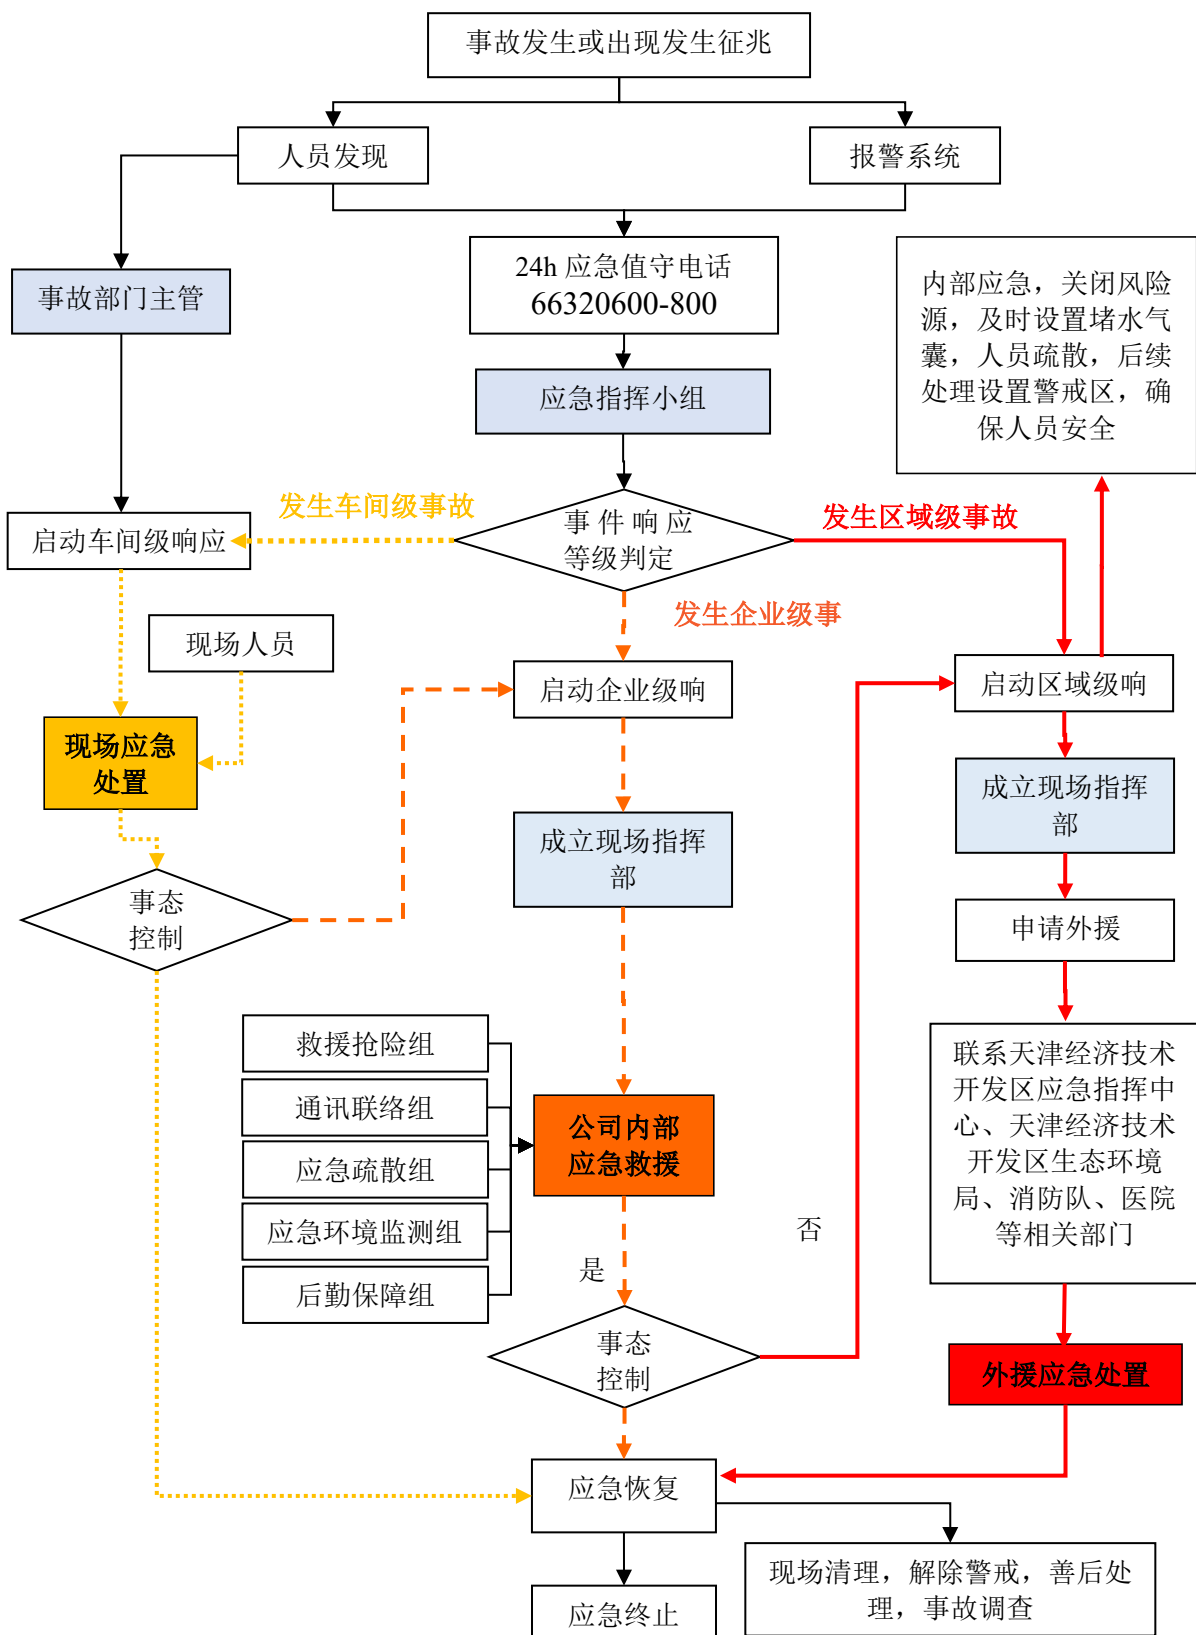 事故发生或出现发生征兆
人员发现
报警系统
24h 应急值守电话
66320600-800
事故部门主管
内部应急，关闭风险
源，及时设置堵水气
囊，人员疏散，后续
处理设置警戒区，确
保人员安全
应急指挥小组
发生车间级事故
事件响应
等级判定
发生区域级事故
启动车间级响应
发生企业级事
现场人员
启动企业级响
启动区域级响
现场应急
处置
成立现场指挥
部
成立现场指挥
部
事态
控制
申请外援
救援抢险组
通讯联络组
应急疏散组
应急环境监测组
后勤保障组
公司内部
应急救援
联系天津经济技术
开发区应急指挥中
心、天津经济技术
开发区生态环境
局、消防队、医院
等相关部门
否
是
事态
控制
外援应急处置
应急恢复
现场清理，解除警戒，善后处
理，事故调查
应急终止